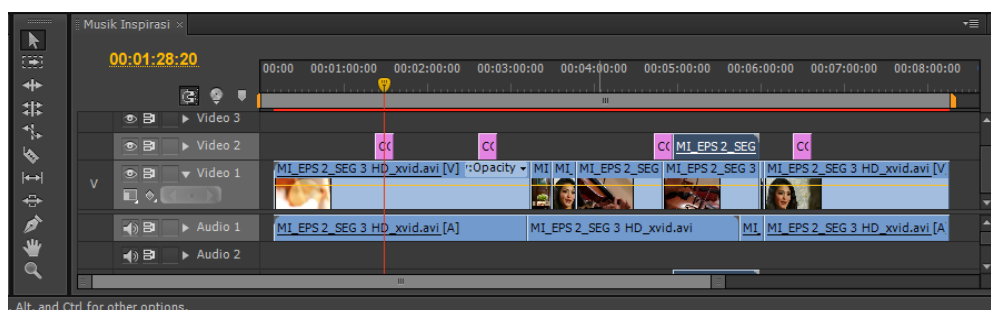 Musik Inspirasi ×
00:01:28:20
00:00 00:01:00:00 00:02:00:00 00:03:00:00 00:04:00:00 00:05:00:00 00:06:00:00 00:07:00:00 00:08:00:00
Video 3
Video 2 CC CC CC MI_EPS 2_SEG CC
V Video 1 MI_EPS 2_SEG 3 HD_xvid.avi [V] :Opacity MI MI_ MI_EPS 2_SEG MI_EPS 2_SEG 3 MI_EPS 2_SEG 3 HD_xvid.avi [V
Audio 1 MI_EPS 2_SEG 3 HD_xvid.avi [A] MI_EPS 2_SEG 3 HD_xvid.avi MI_ MI_EPS 2_SEG 3 HD_xvid.avi [A
Audio 2
Alt, and Ctrl for other options.